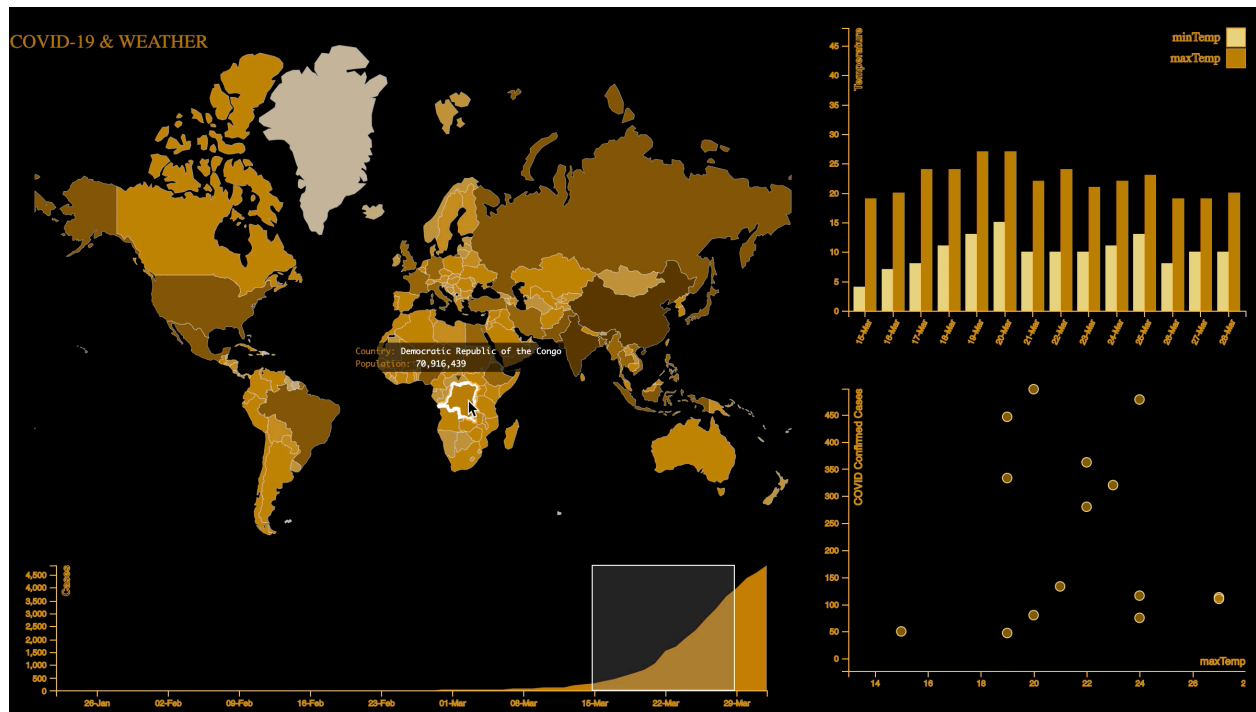 COVID-19 & WEATHER
Country: Democratic Republic of the Congo
Population: 70,916,439
Cases
4,500
4,000
3,500
3,000
2,500
2,000
1,500
1,000
500
0
26-Jan 02-Feb 09-Feb 16-Feb 23-Feb 01-Mar 08-Mar 15-Mar 22-Mar 29-Mar
minTemp
maxTemp
Temperature
45
40
35
30
25
20
15
10
5
0
15-Mar 16-Mar 17-Mar 18-Mar 19-Mar 20-Mar 21-Mar 22-Mar 23-Mar 24-Mar 25-Mar 26-Mar 27-Mar 28-Mar
COVID Confirmed Cases
450
400
350
300
250
200
150
100
50
0
maxTemp
14 16 18 20 22 24 26 2